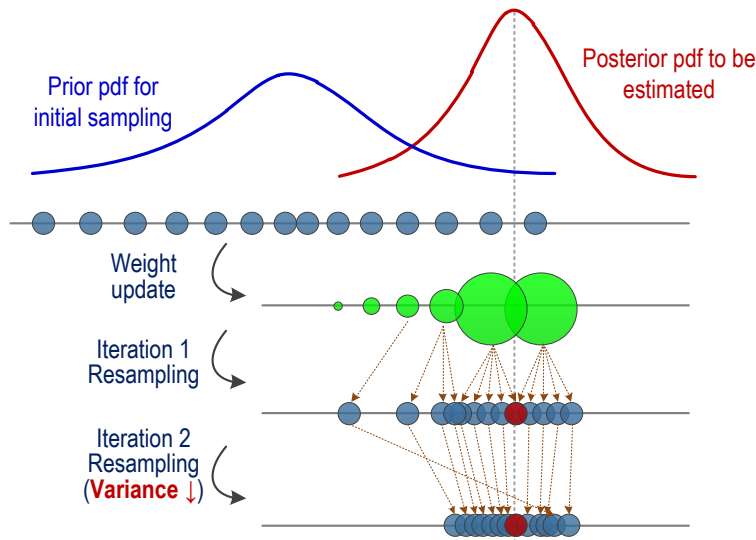 Prior pdf for
initial sampling
Posterior pdf to be
estimated
Weight
update
Iteration 1
Resampling
Iteration 2
Resampling
(Variance ↓)